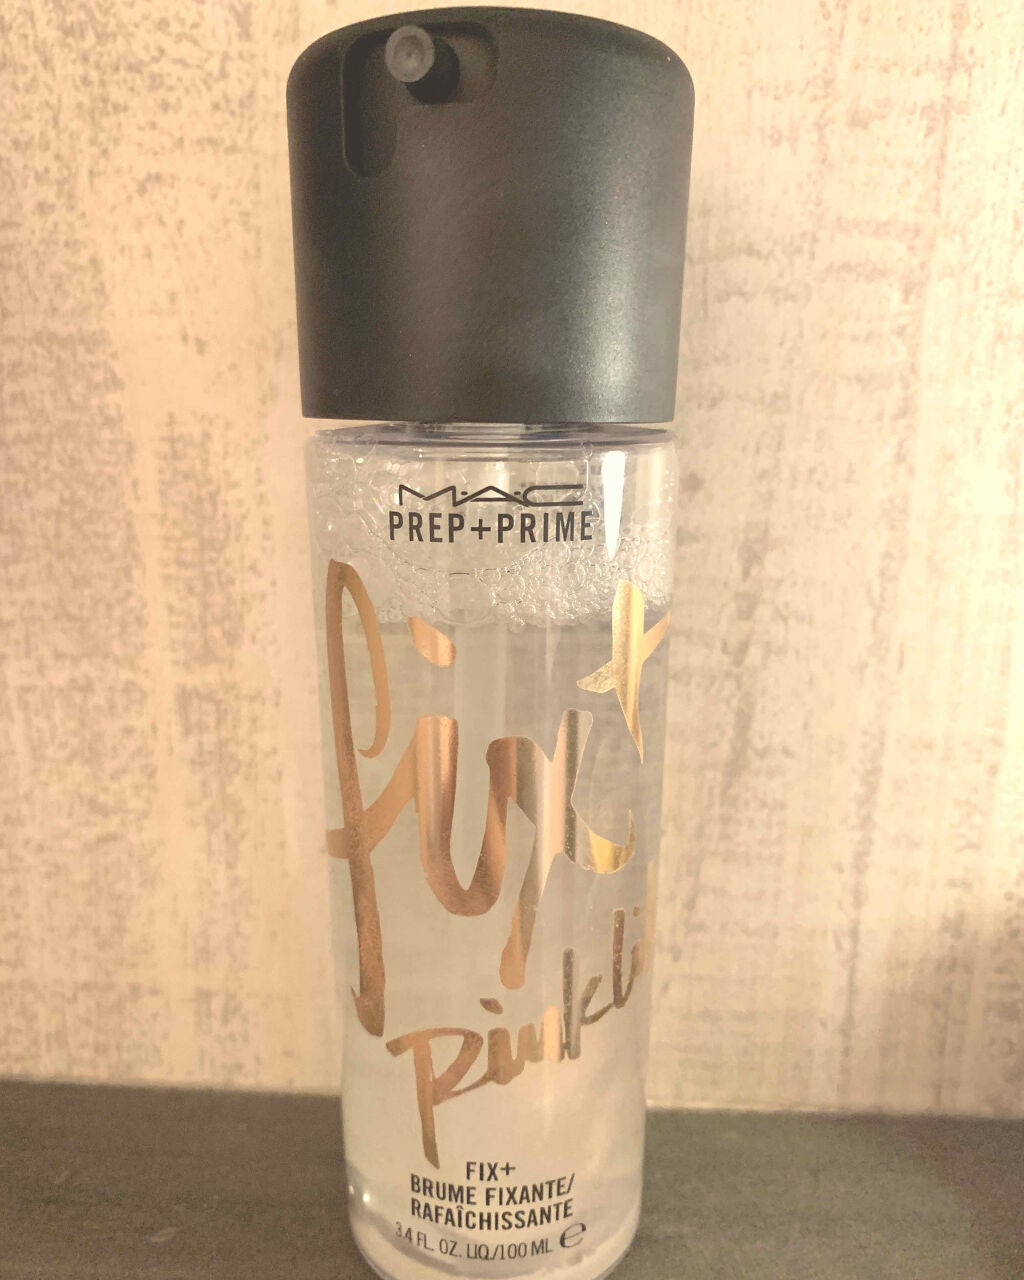 M·A·C
PREP+PRIME
fix+
FIX+
BRUME FIXANTE/
RAFAÎCHISSANTE
3.4 FL. OZ. LIQ./100 ML e